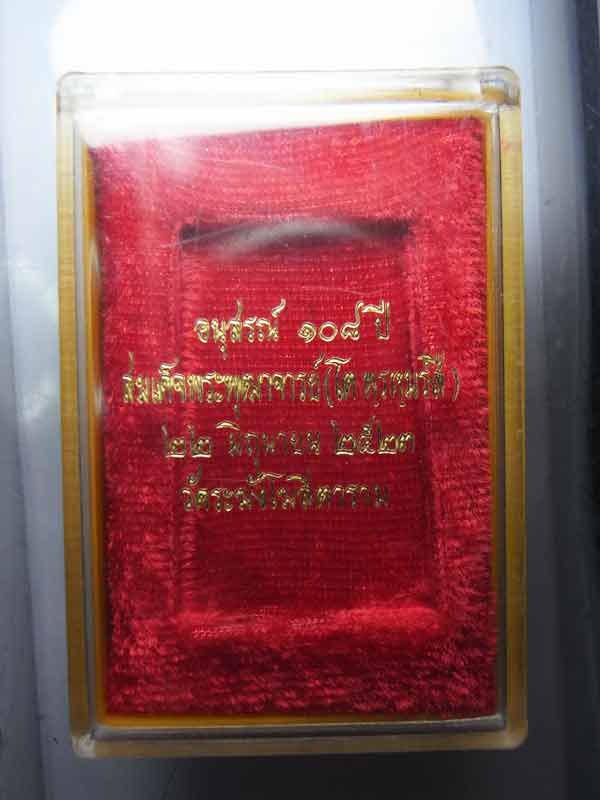 อนุสรณ์ ๑๐๘ ปี
สมเด็จพระพุฒาจารย์ (โต พฺรหฺมรํสี)
๒๒ มิถุนายน ๒๕๒๓
วัดระฆังโฆสิตาราม